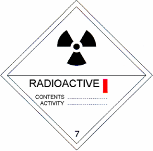 RADIOACTIVE I
CONTENTS ....................
ACTIVITY ....................
7